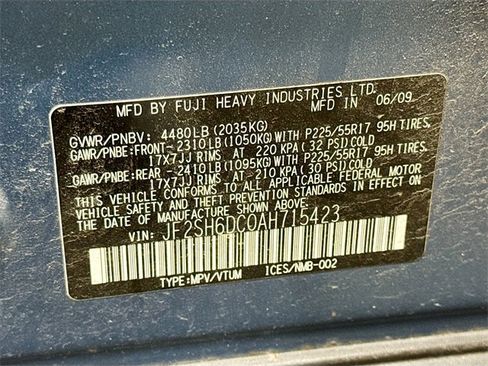 MFD BY FUJI HEAVY INDUSTRIES LTD. IN 06/09
GVWR/PNBV: 4480LB(2035KG)
GAWR/PNBE:FRONT-2310LB(1050KG)WITH P225/55R17 95H TIRES,
17X7JJ RIMS AT 220 KPA(32 PSI)COLD
GAWR/PNBE:REAR -2410LB(1095KG)WITH P225/55R17 95H TIRES,
17X7JJ RIMS AT 210 KPA(30 PSI)COLD
THIS VEHICLE CONFORMS TO ALL APPLICABLE FEDERAL MOTOR
VEHICLE SAFETY AND BUMPER STANDARDS IN EFFECT ON THE
DATE OF MANUFACTURE SHOWN ABOVE.
VIN: JF2SH6DC0AH715423
TYPE:MPV/VTUM ICES/NMB-002